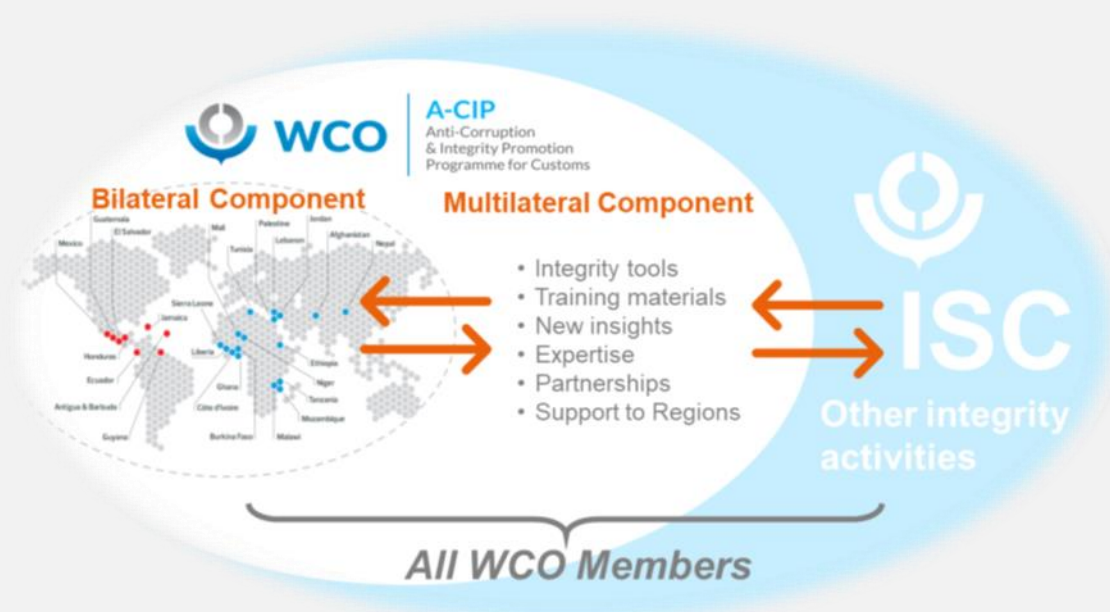 WCO
A-CIP
Anti-Corruption
& Integrity Promotion
Programme for Customs
Bilateral Component
Guatemala
El Salvador
Mexico
Mali
Tunisia
Palestine
Lebanon
Jordan
Afghanistan
Nepal
Sierra Leone
Jamaica
Honduras
Liberia
Ecuador
Ghana
Antigua & Barbuda
Côte d'Ivoire
Guyana
Burkina Faso
Malawi
Ethiopia
Niger
Tanzania
Mozambique
Multilateral Component
• Integrity tools
• Training materials
• New insights
• Expertise
• Partnerships
• Support to Regions
ISC
Other integrity
activities
All WCO Members